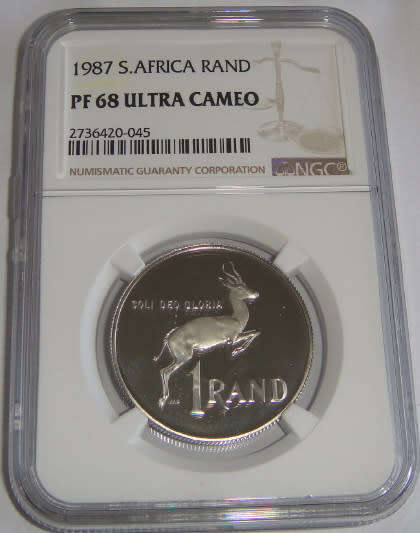 1987 S.AFRICA RAND
PF 68 ULTRA CAMEO
2736420-045
NUMISMATIC GUARANTY CORPORATION NGC®
SOLI DEO GLORIA
1 RAND